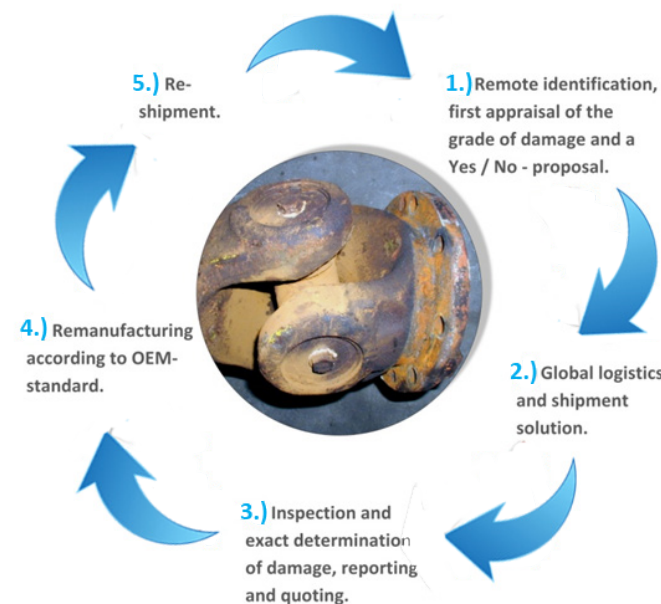 1.) Remote identification,
first appraisal of the
grade of damage and a
Yes / No - proposal.
2.) Global logistics
and shipment
solution.
3.) Inspection and
exact determination
of damage, reporting
and quoting.
4.) Remanufacturing
according to OEM-
standard.
5.) Re-
shipment.